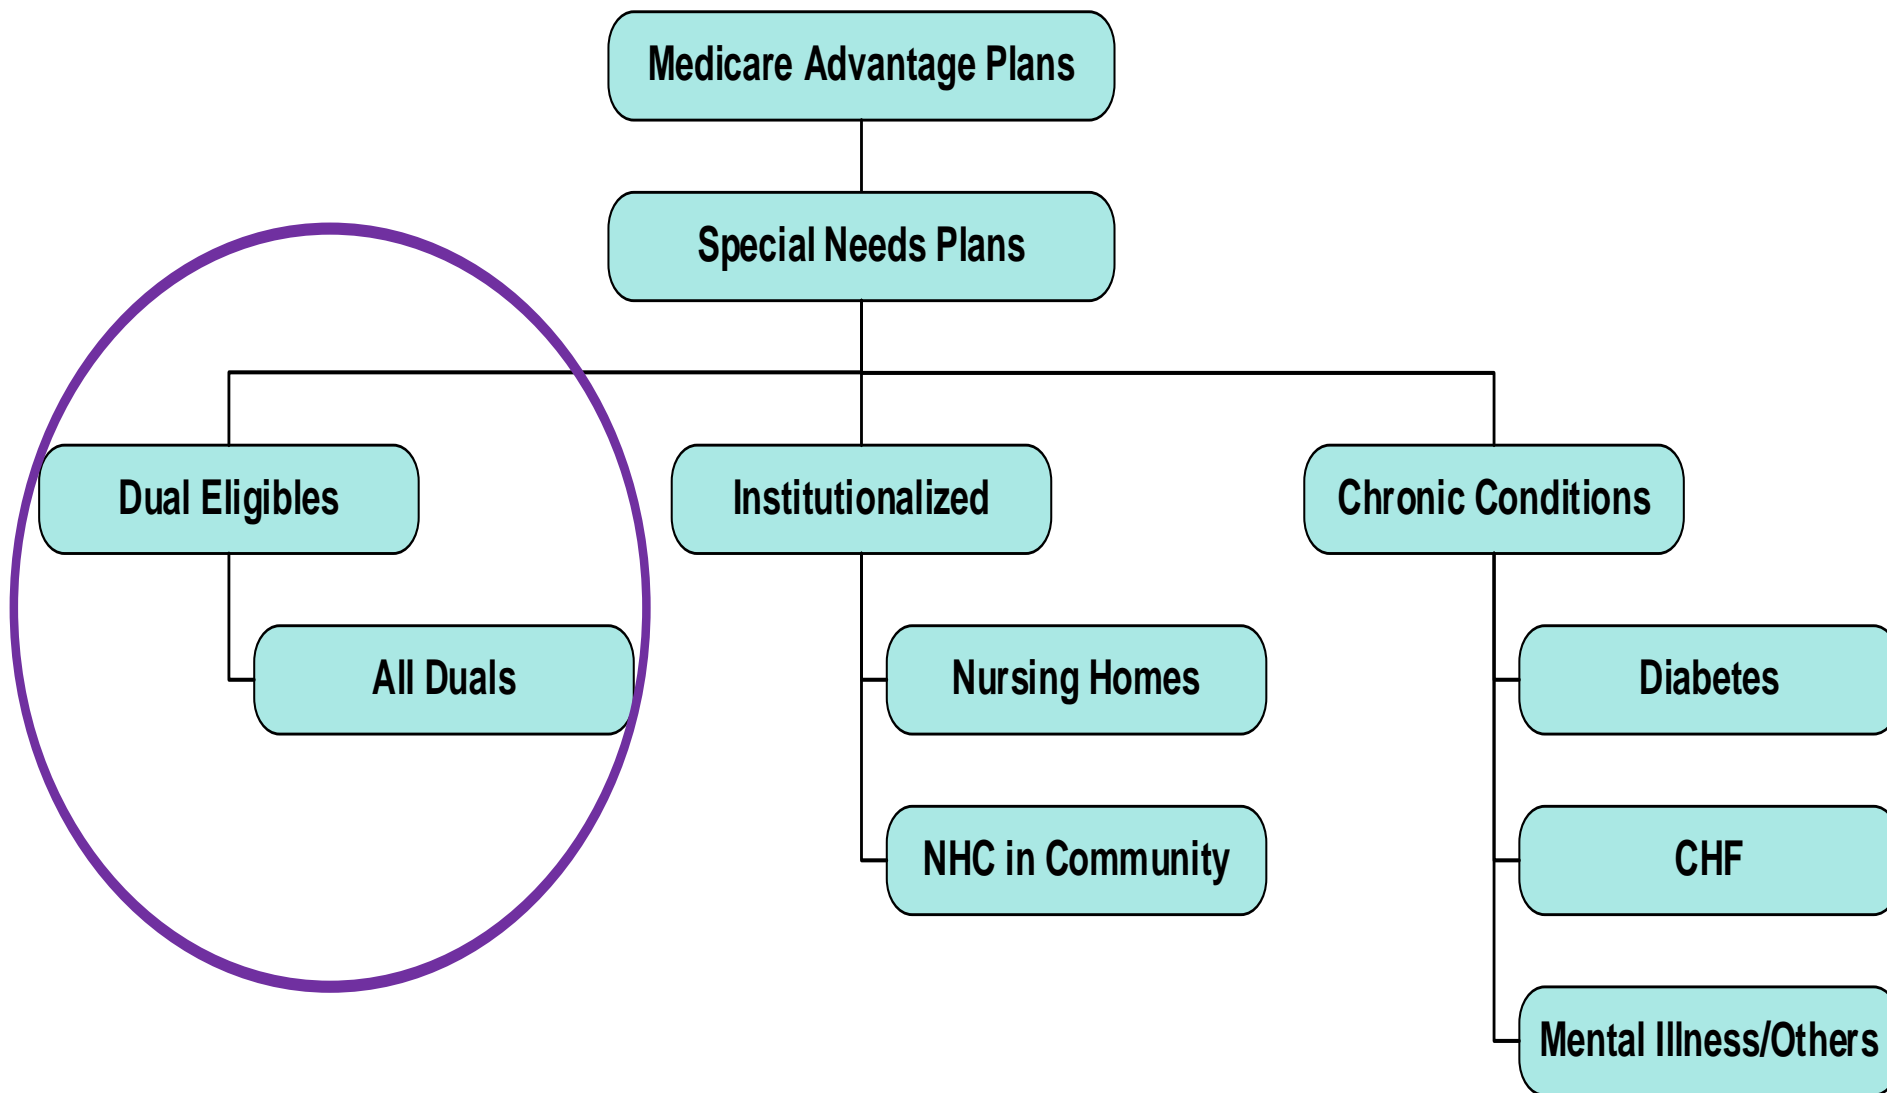 Medicare Advantage Plans
Special Needs Plans
Dual Eligibles
Institutionalized
Chronic Conditions
All Duals
Nursing Homes
Diabetes
NHC in Community
CHF
Mental Illness/Others